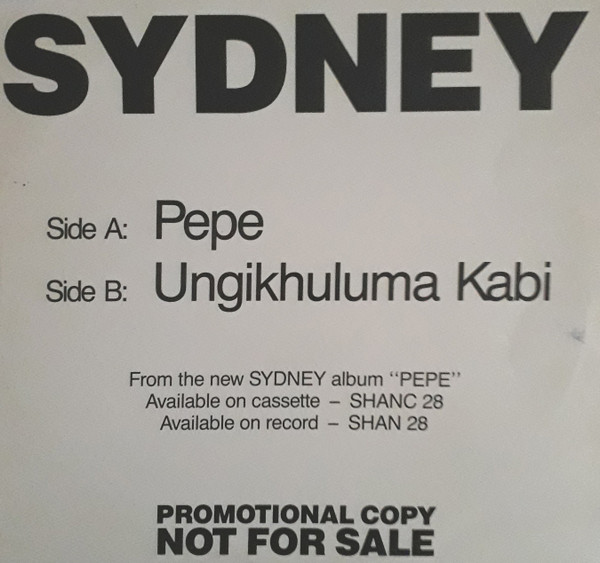 SYDNEY
Side A: Pepe
Side B: Ungikhuluma Kabi
From the new SYDNEY album “PEPE”
Available on cassette – SHANC 28
Available on record – SHAN 28
PROMOTIONAL COPY
NOT FOR SALE